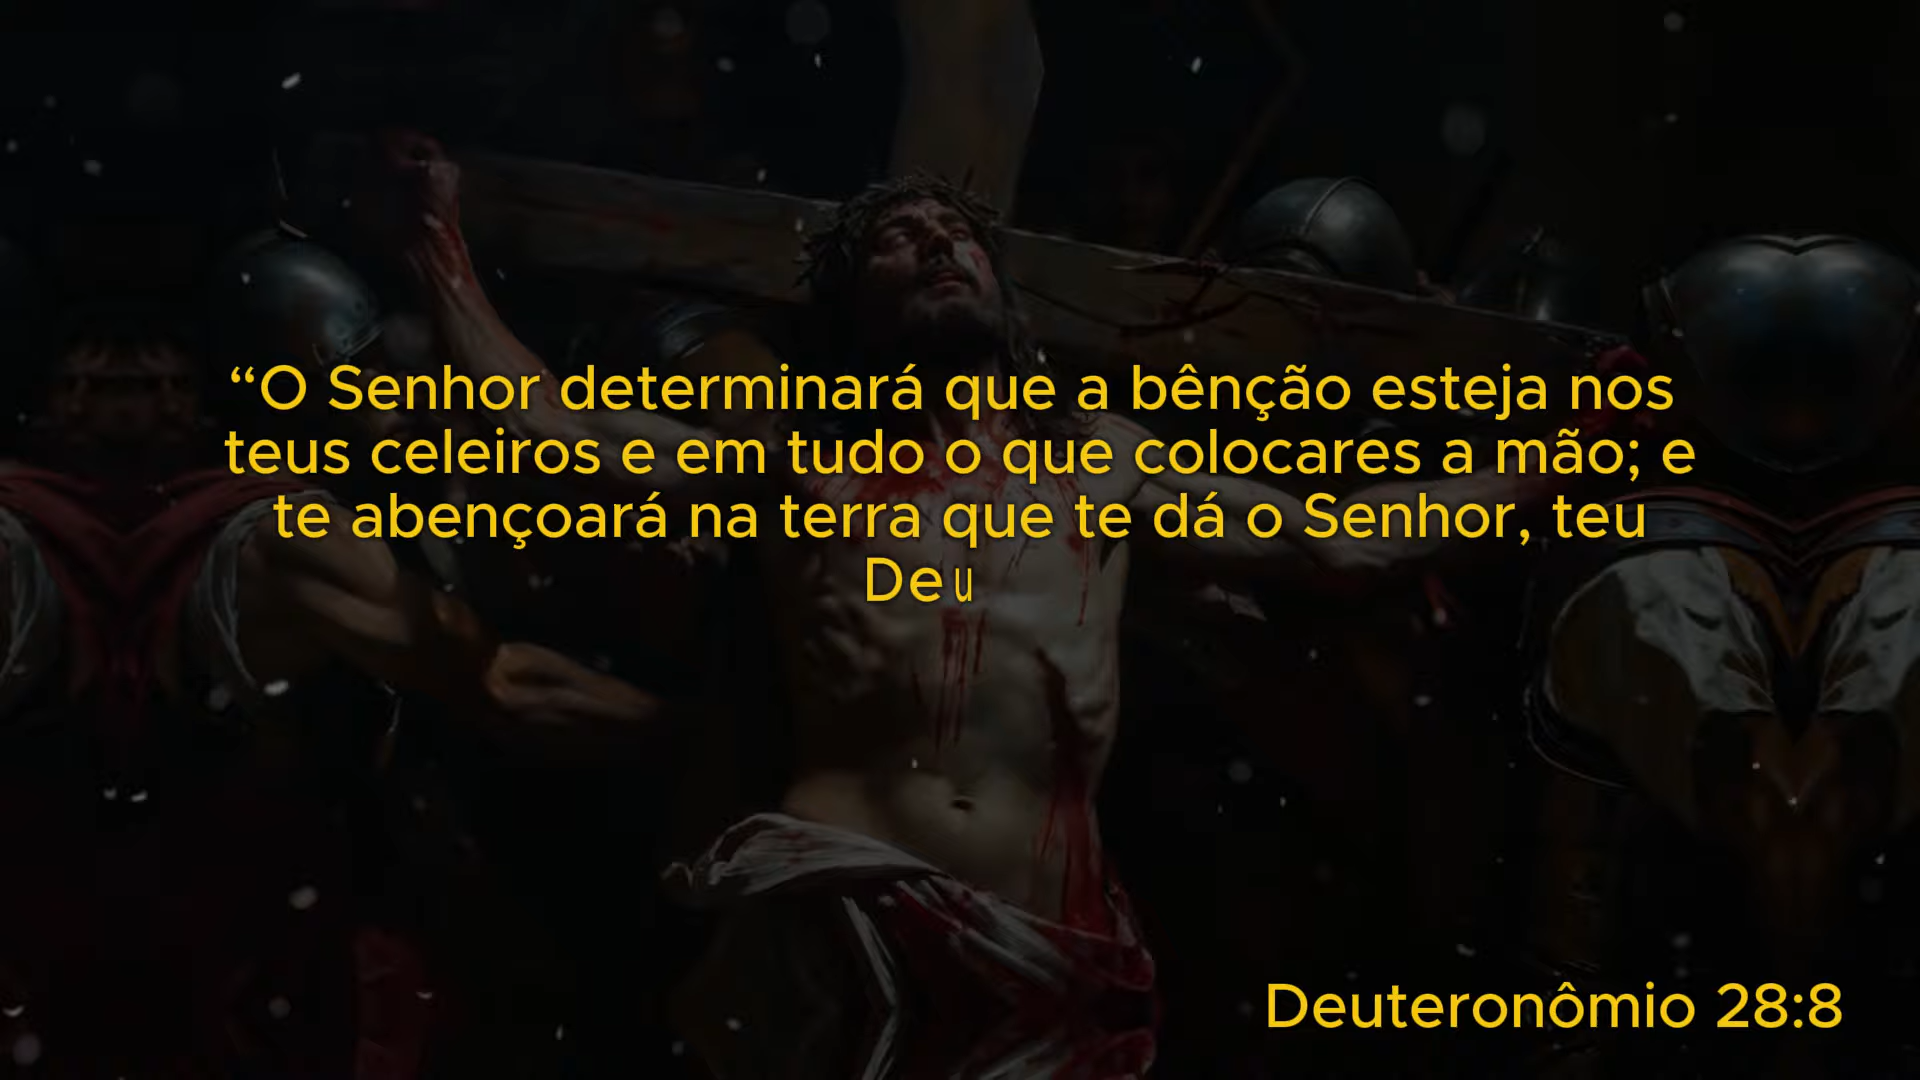 “O Senhor determinará que a bênção esteja nos
teus celeiros e em tudo o que colocares a mão; e
te abençoará na terra que te dá o Senhor, teu
Deu
Deuteronômio 28:8